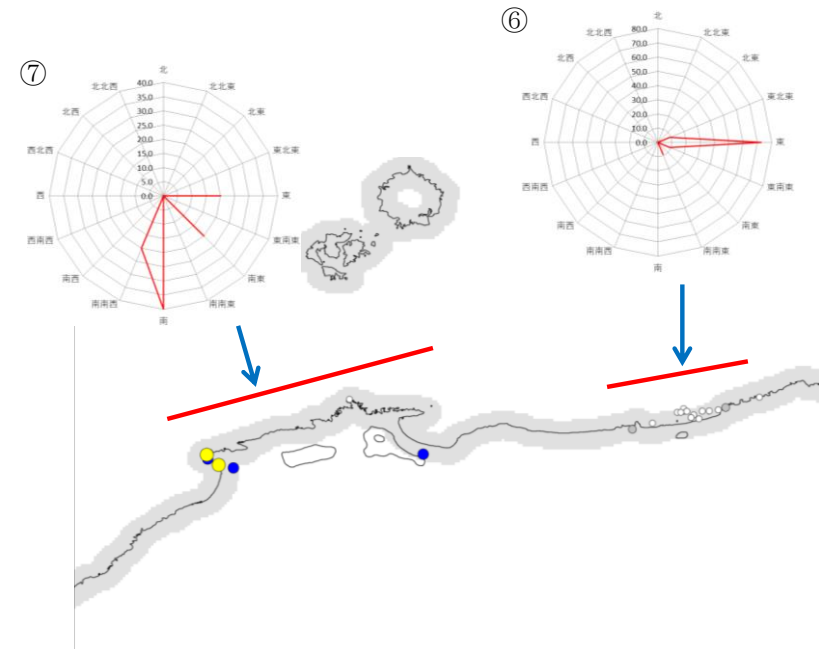 ⑦
北
北北東
北東
東北東
東
東南東
南東
南南東
南
南南西
南西
西南西
西
西北西
北西
北北西
40.0
35.0
30.0
25.0
20.0
15.0
10.0
5.0
0.0
⑥
北
北北東
北東
東北東
東
東南東
南東
南南東
南
南南西
南西
西南西
西
西北西
北西
北北西
80.0
70.0
60.0
50.0
40.0
30.0
20.0
10.0
0.0